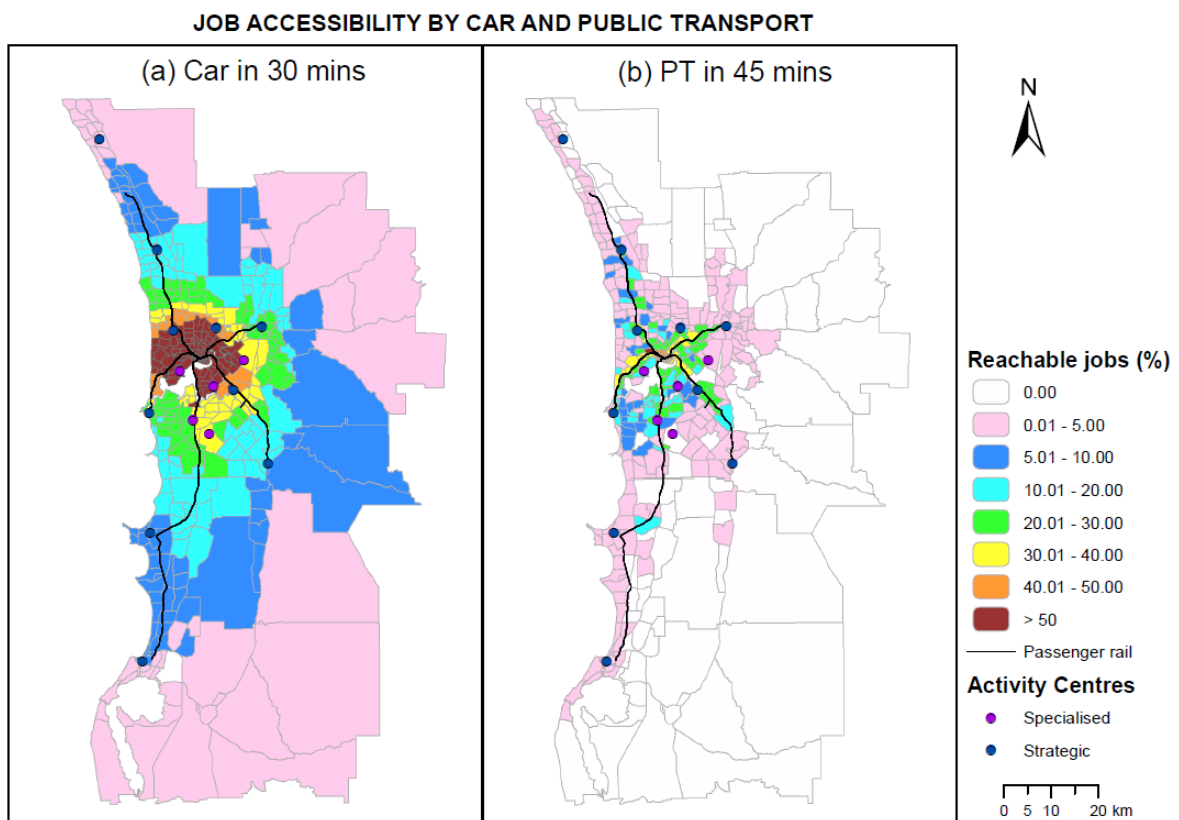 JOB ACCESSIBILITY BY CAR AND PUBLIC TRANSPORT
(a) Car in 30 mins
(b) PT in 45 mins
N
Reachable jobs (%)
0.00
0.01 - 5.00
5.01 - 10.00
10.01 - 20.00
20.01 - 30.00
30.01 - 40.00
40.01 - 50.00
> 50
Passenger rail
Activity Centres
Specialised
Strategic
0 5 10 20 km